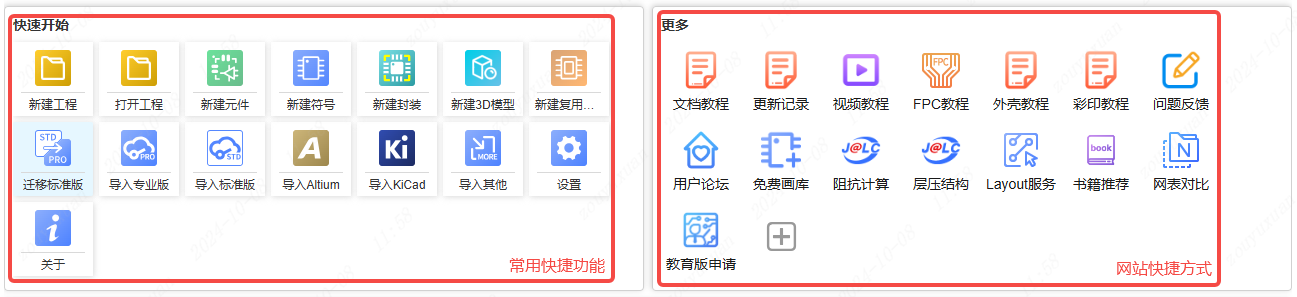 快速开始
新建工程 打开工程 新建元件 新建符号 新建封装 新建3D模型 新建复用...
STD PRO PRO STD A Ki MORE
迁移标准版 导入专业版 导入标准版 导入Altium 导入KiCad 导入其他 设置
i
关于
常用快捷功能
更多
FPC
文档教程 更新记录 视频教程 FPC教程 外壳教程 彩印教程 问题反馈
J@LC J@LC book N
用户论坛 免费画库 阻抗计算 层压结构 Layout服务 书籍推荐 网表对比
教育版申请
网站快捷方式